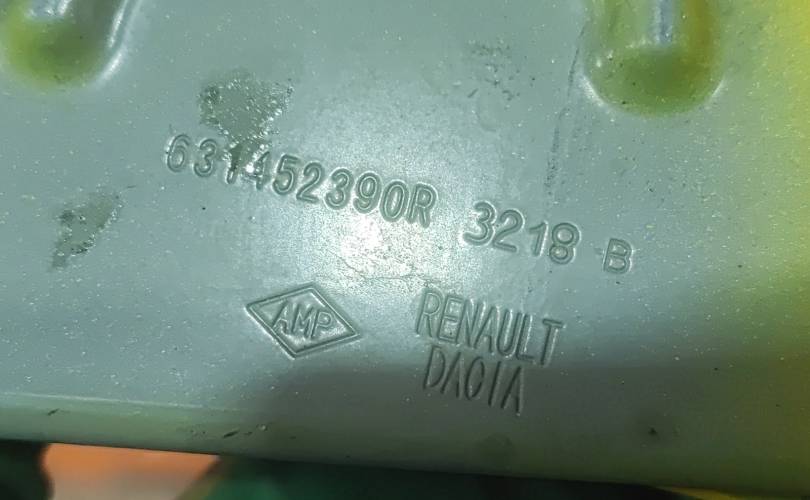 631452390R 3218 B
AMP
RENAULT
DACIA